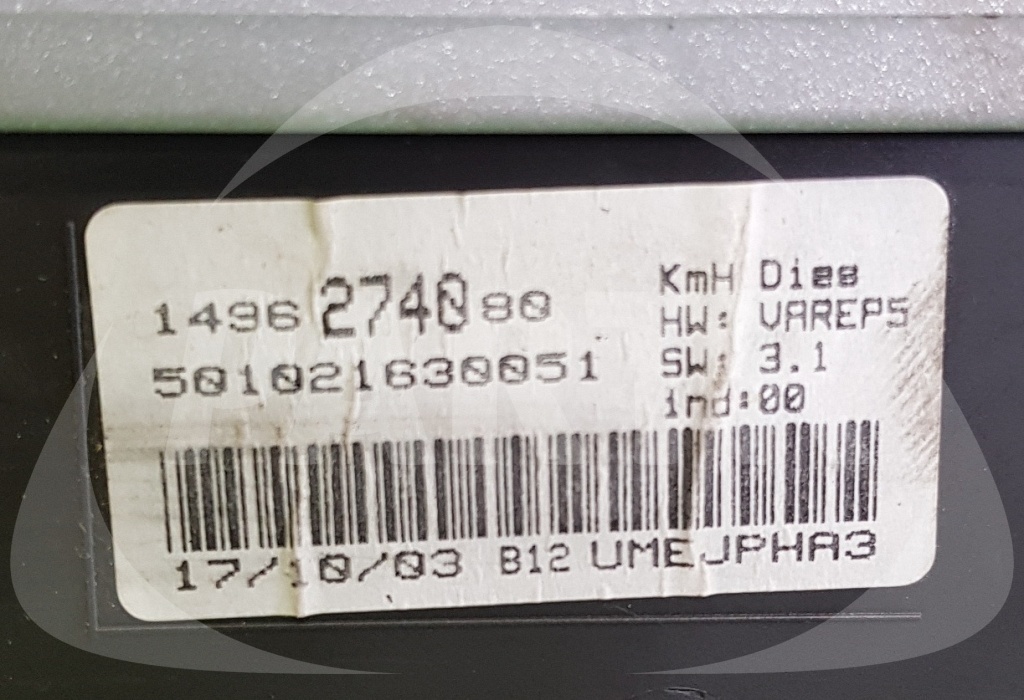 1496 2740 80
501021630051
KmH Dies
HW: VAREP5
SW: 3.1
ind:00
17/10/03 B12 UMEJPHA3